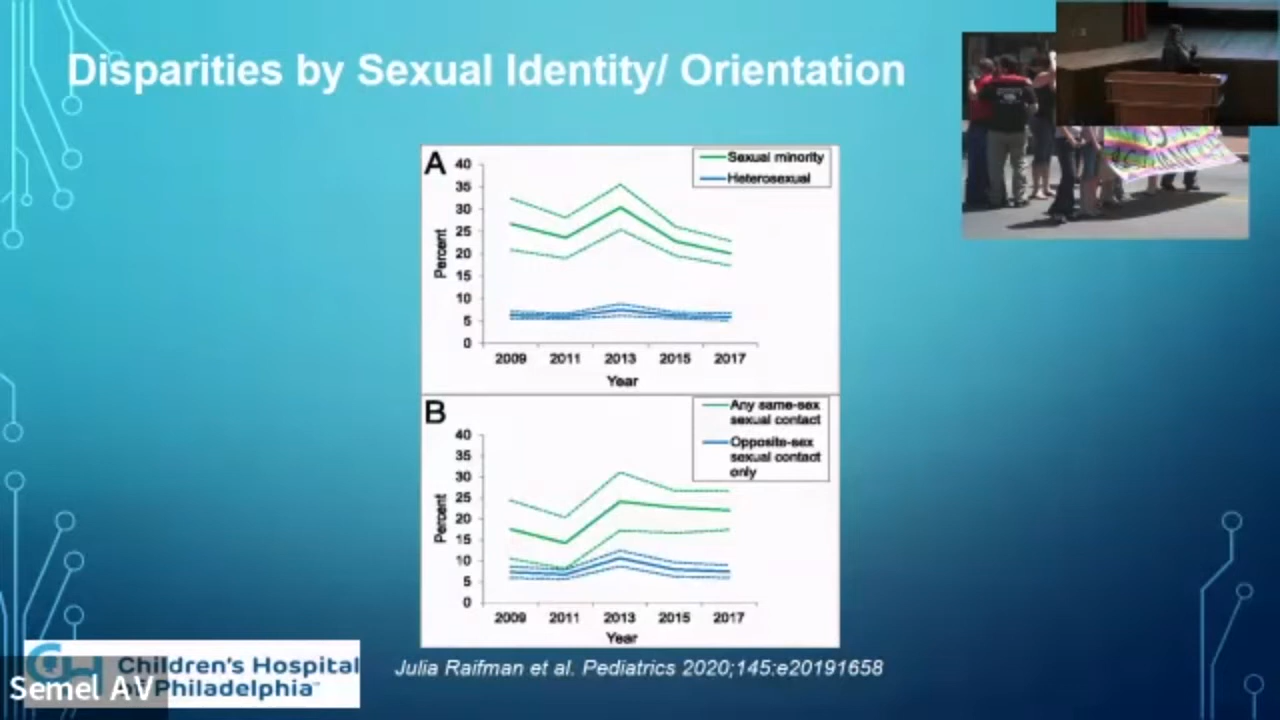 Disparities by Sexual Identity/ Orientation
A
40
35
30
25
20
15
10
5
0
Percent
2009 2011 2013 2015 2017
Year
Sexual minority
Heterosexual
B
40
35
30
25
20
15
10
5
0
Percent
2009 2011 2013 2015 2017
Year
Any same-sex
sexual contact
Opposite-sex
sexual contact
only
Julia Raifman et al. Pediatrics 2020;145:e20191658
Children's Hospital
of Philadelphia
Semel AV